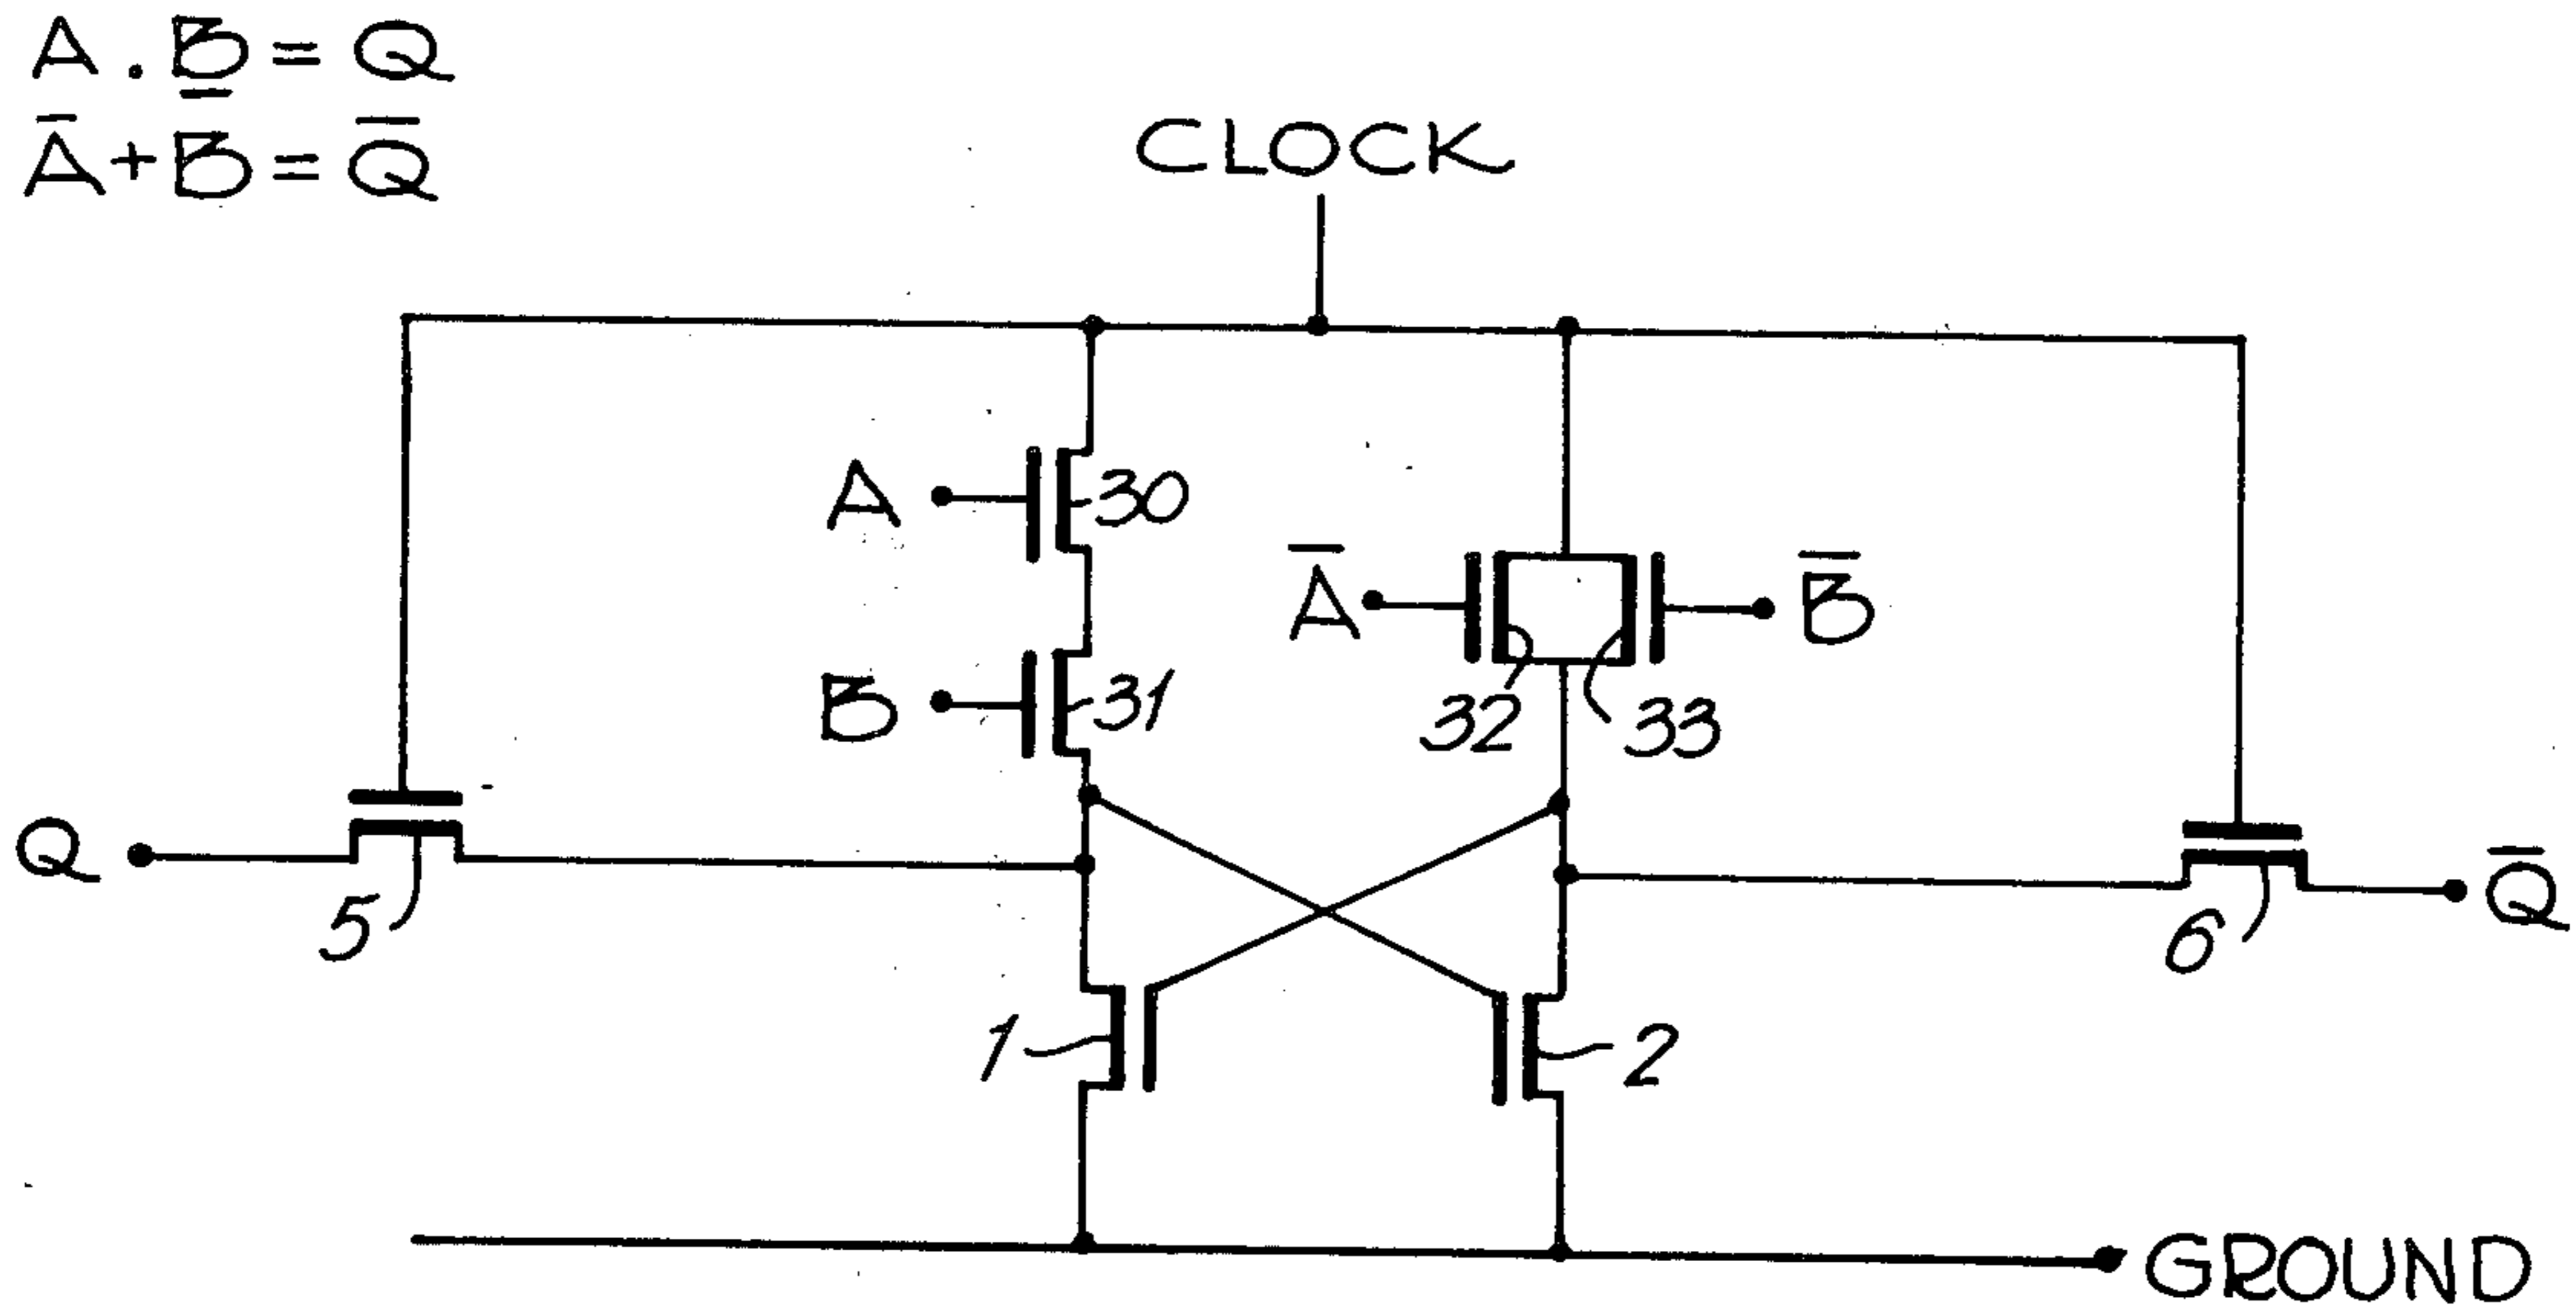 A . B = Q
A̅ + B̅ = Q̅
CLOCK
A
30
A̅
B̅
B
31
32
33
Q
5
Q̅
6
1
2
GROUND